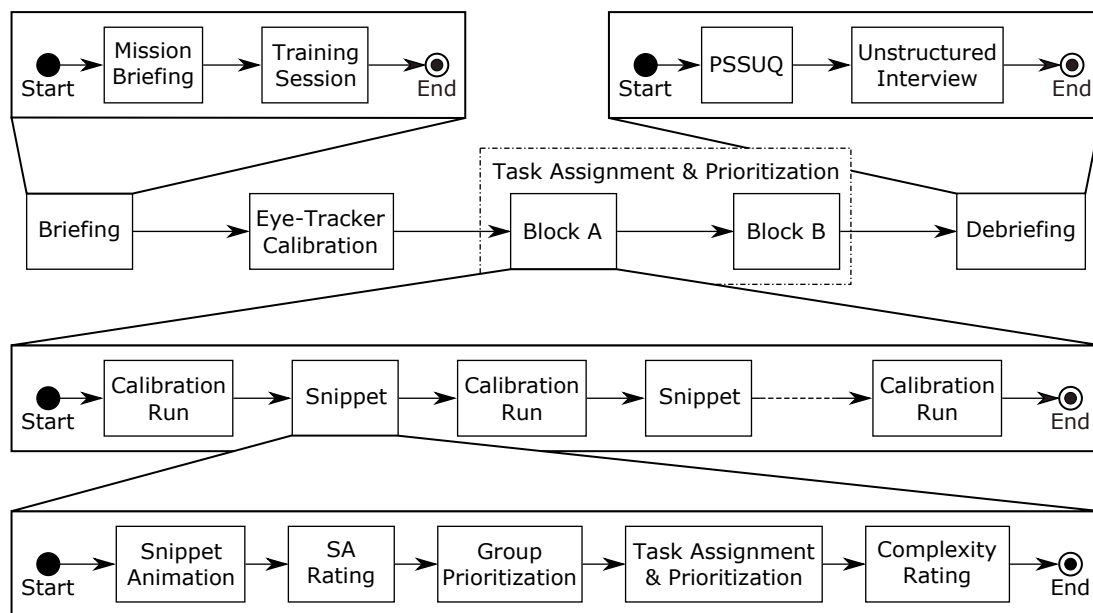 Start
Mission
Briefing
Training
Session
End
Start
PSSUQ
Unstructured
Interview
End
Task Assignment & Prioritization
Briefing
Eye-Tracker
Calibration
Block A
Block B
Debriefing
Start
Calibration
Run
Snippet
Calibration
Run
Snippet
Calibration
Run
End
Start
Snippet
Animation
SA
Rating
Group
Prioritization
Task Assignment
& Prioritization
Complexity
Rating
End